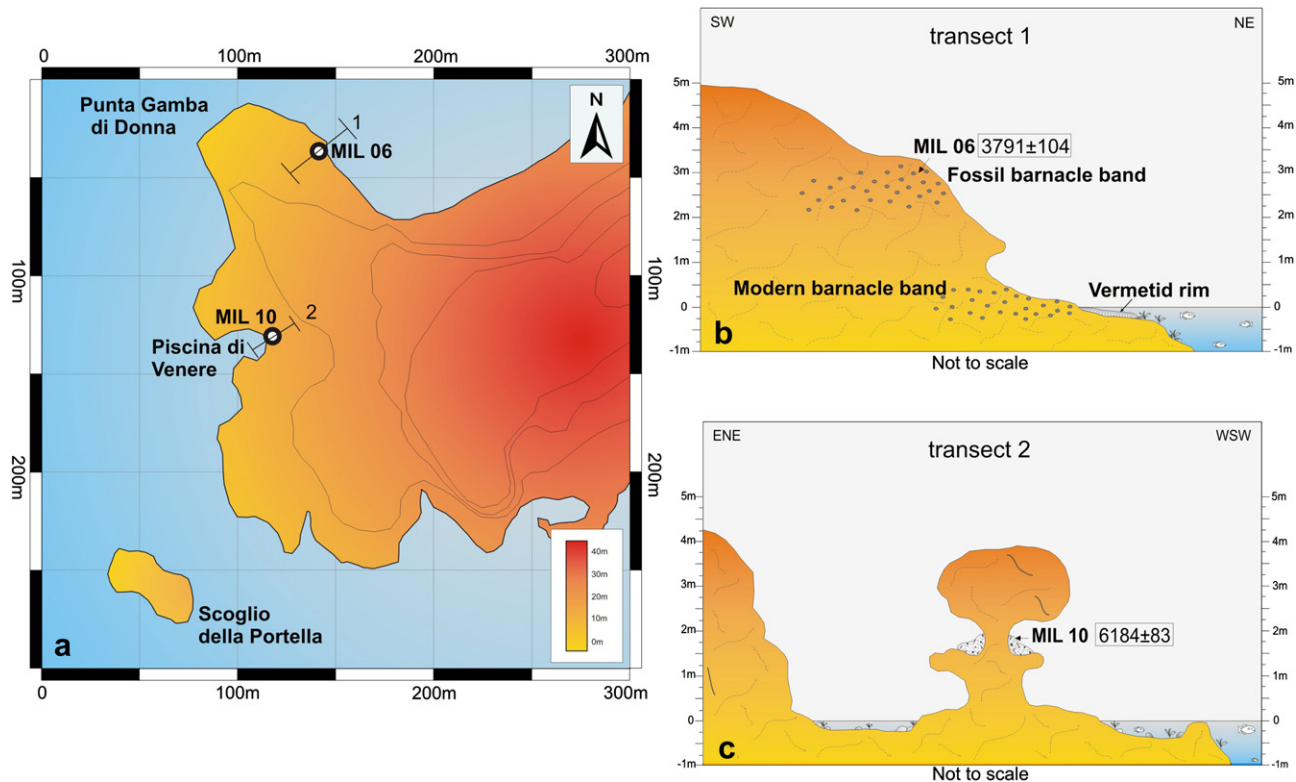 0 100m 200m 300m
Punta Gamba
di Donna
N
1
MIL 06
100m 100m
MIL 10
2
Piscina di
Venere
200m 200m
40m
30m
20m
10m
0m
Scoglio
della Portella
a
0 100m 200m 300m
SW NE
transect 1
5m 5m
4m 4m
MIL 06 3791±104
3m Fossil barnacle band 3m
2m 2m
1m 1m
Modern barnacle band Vermetid rim
0 0
-1m b -1m
Not to scale
ENE WSW
transect 2
5m 5m
4m 4m
3m 3m
2m MIL 10 6184±83 2m
1m 1m
0 0
-1m c -1m
Not to scale